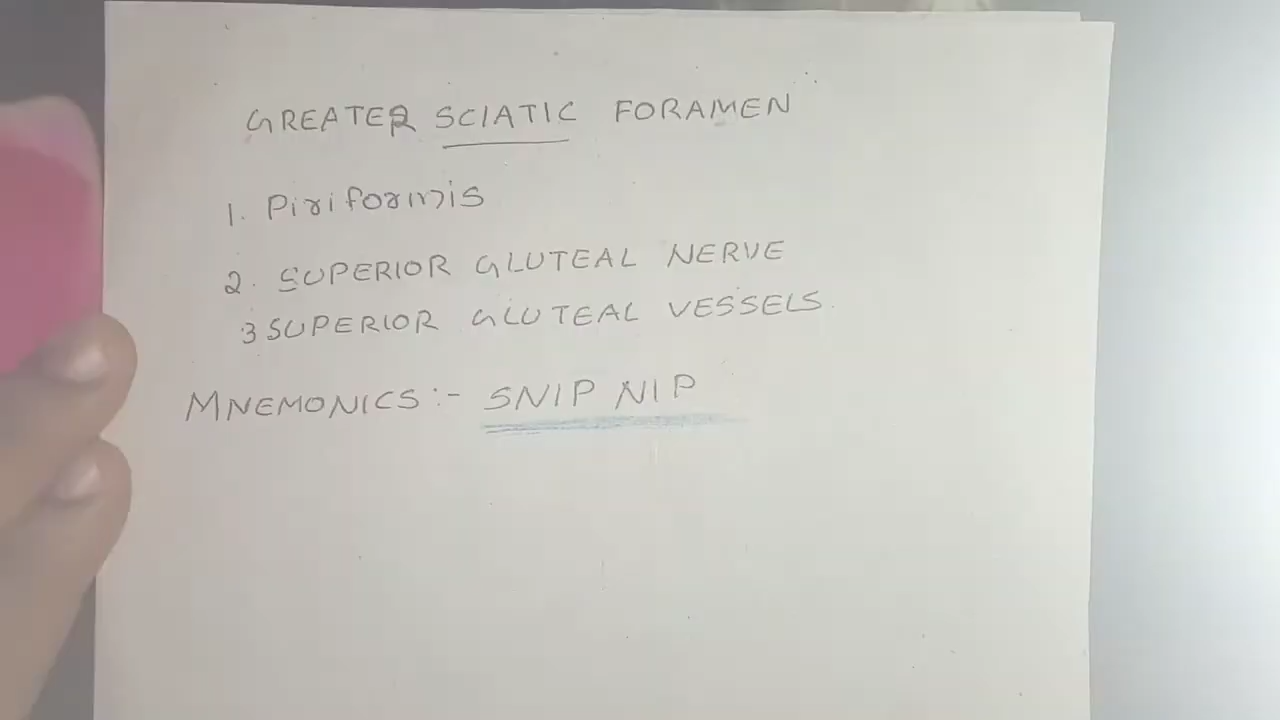 GREATER SCIATIC FORAMEN
1. Piriformis
2. SUPERIOR GLUTEAL NERVE
3 SUPERIOR GLUTEAL VESSELS.
MNEMONICS :- SNIP NIP